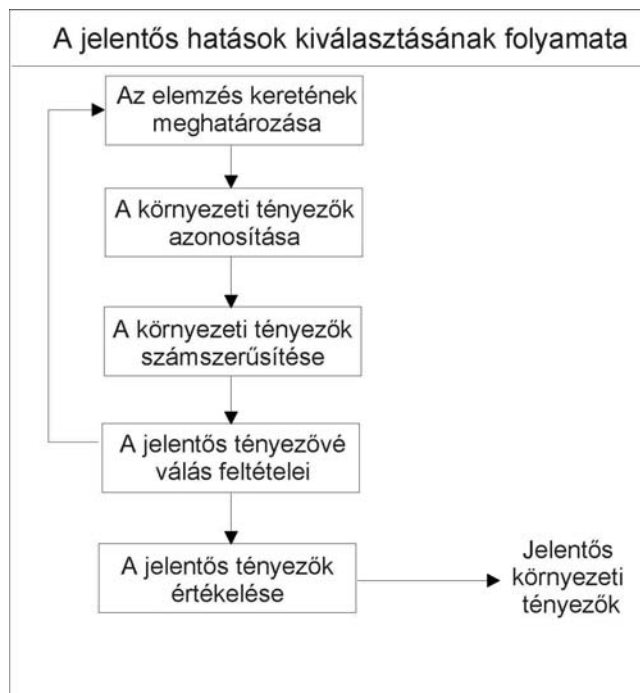 A jelentős hatások kiválasztásának folyamata
Az elemzés keretének
meghatározása
A környezeti tényezők
azonosítása
A környezeti tényezők
számszerűsítése
A jelentős tényezővé
válás feltételei
A jelentős tényezők
értékelése
Jelentős
környezeti
tényezők